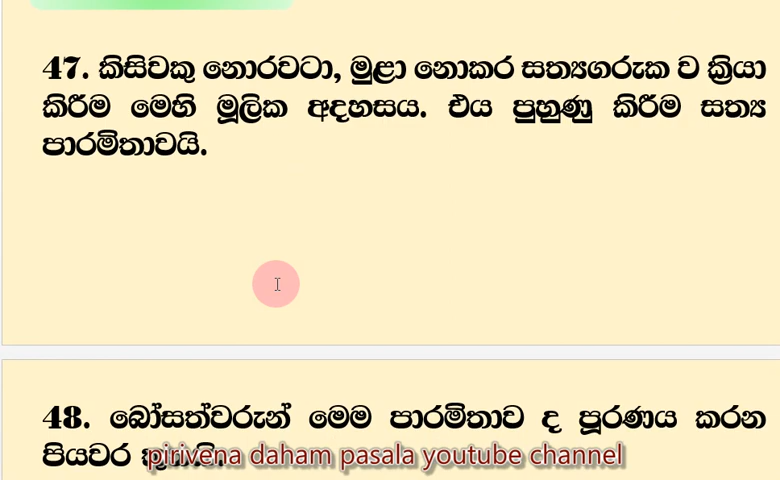 47. කිසිවකු නොරවටා, මුළා නොකර සත්‍යගරුක ව ක්‍රියා
කිරීම මෙහි මූලික අදහසය. එය පුහුණු කිරීම සත්‍ය
පාරමිතාවයි.
48. බෝසත්වරුන් මෙම පාරමිතාව ද පූරණය කරන
පියවර
pirivena daham pasala youtube channel